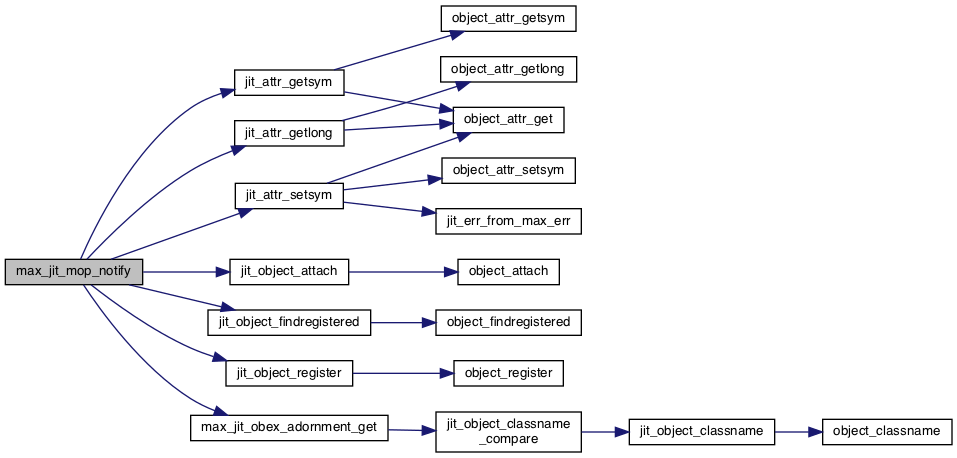 object_attr_getsym
object_attr_getlong
jit_attr_getsym
object_attr_get
jit_attr_getlong
object_attr_setsym
jit_attr_setsym
jit_err_from_max_err
max_jit_mop_notify
jit_object_attach
object_attach
jit_object_findregistered
object_findregistered
jit_object_register
object_register
max_jit_obex_adornment_get
jit_object_classname
_compare
jit_object_classname
object_classname